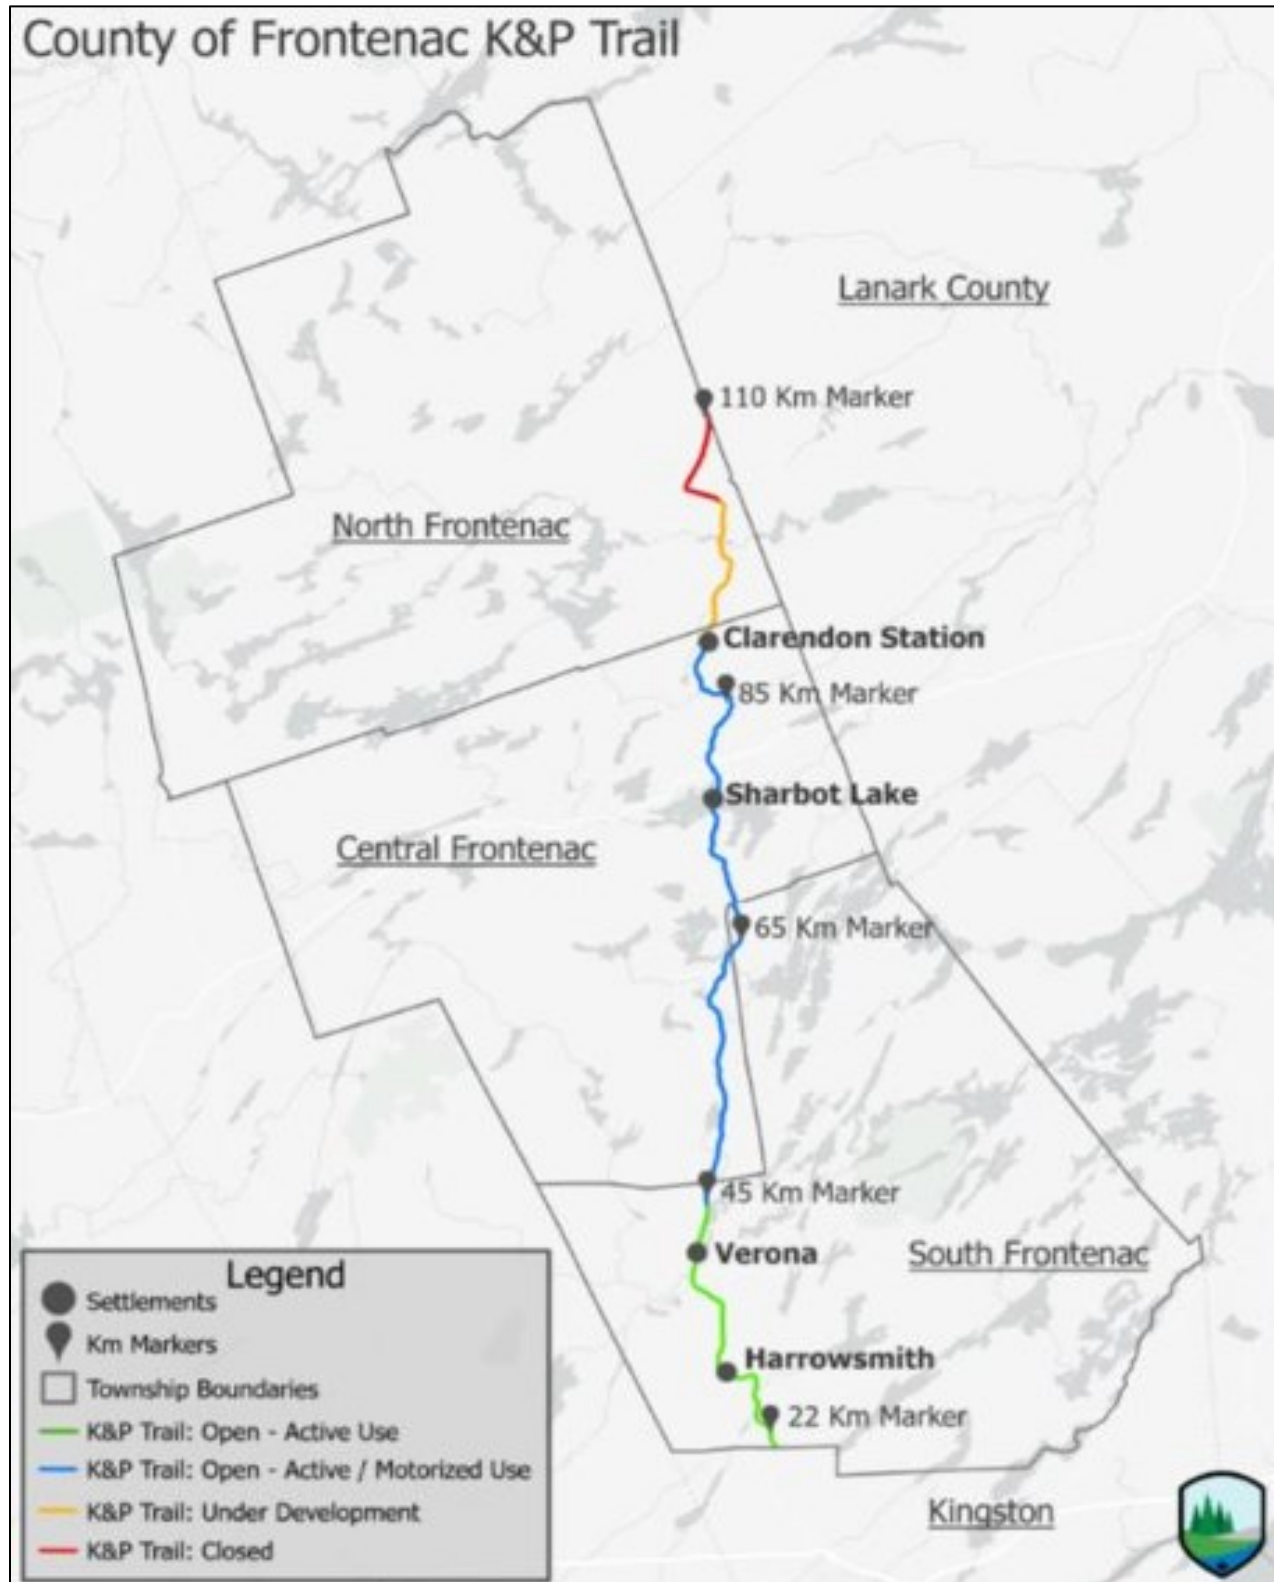 County of Frontenac K&P Trail
Lanark County
110 Km Marker
North Frontenac
Clarendon Station
85 Km Marker
Sharbot Lake
Central Frontenac
65 Km Marker
45 Km Marker
Verona
South Frontenac
Harrowsmith
22 Km Marker
Kingston
Legend
Settlements
Km Markers
Township Boundaries
K&P Trail: Open - Active Use
K&P Trail: Open - Active / Motorized Use
K&P Trail: Under Development
K&P Trail: Closed